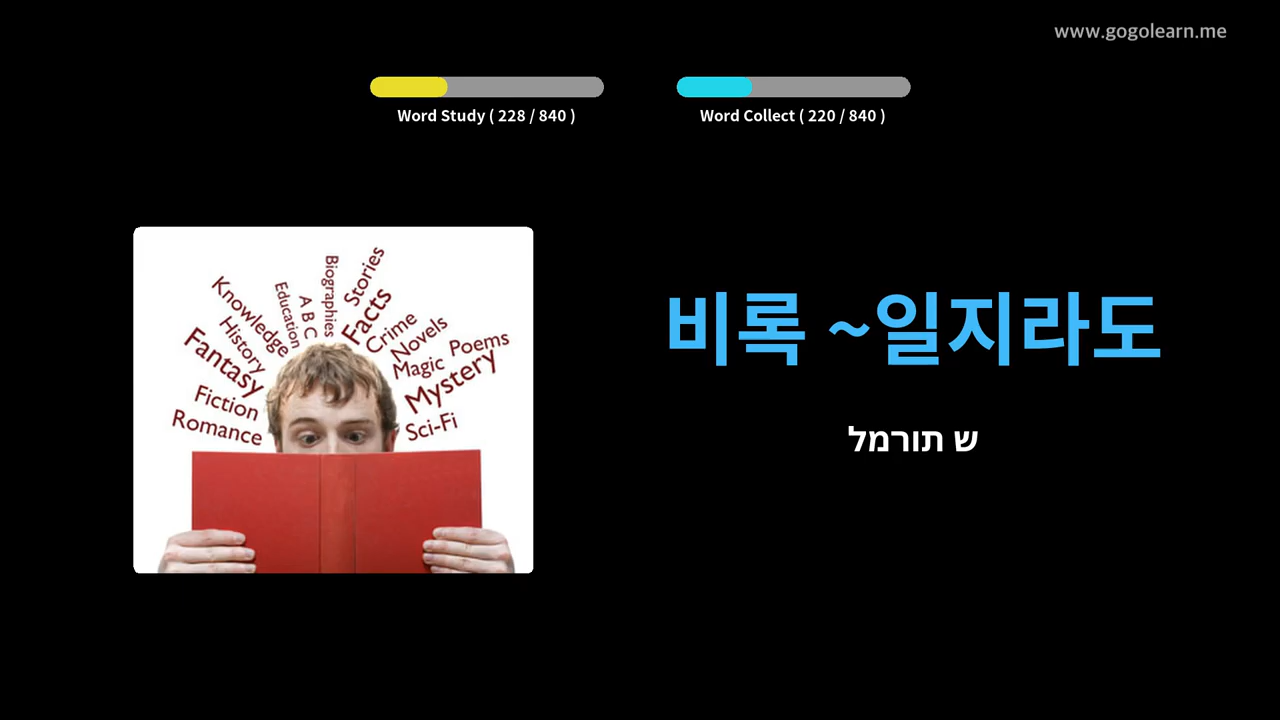 www.gogolearn.me
Word Study ( 228 / 840 )
Word Collect ( 220 / 840 )
Knowledge
Education
A B C
Biographies
Stories
Facts
Crime
Novels
Poems
Magic
Mystery
Sci-Fi
History
Fantasy
Fiction
Romance
비록 ~일지라도
ש תורמל